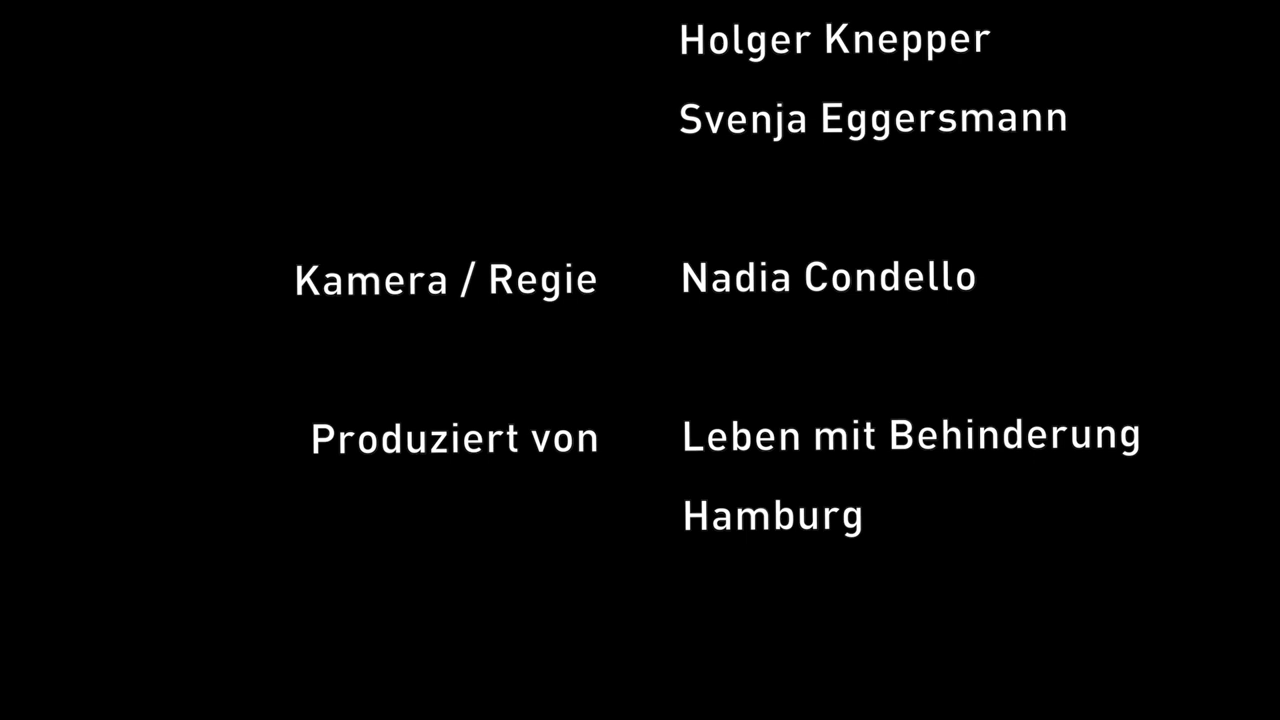 Holger Knepper
Svenja Eggersmann
Kamera / Regie Nadia Condello
Produziert von Leben mit Behinderung
Hamburg